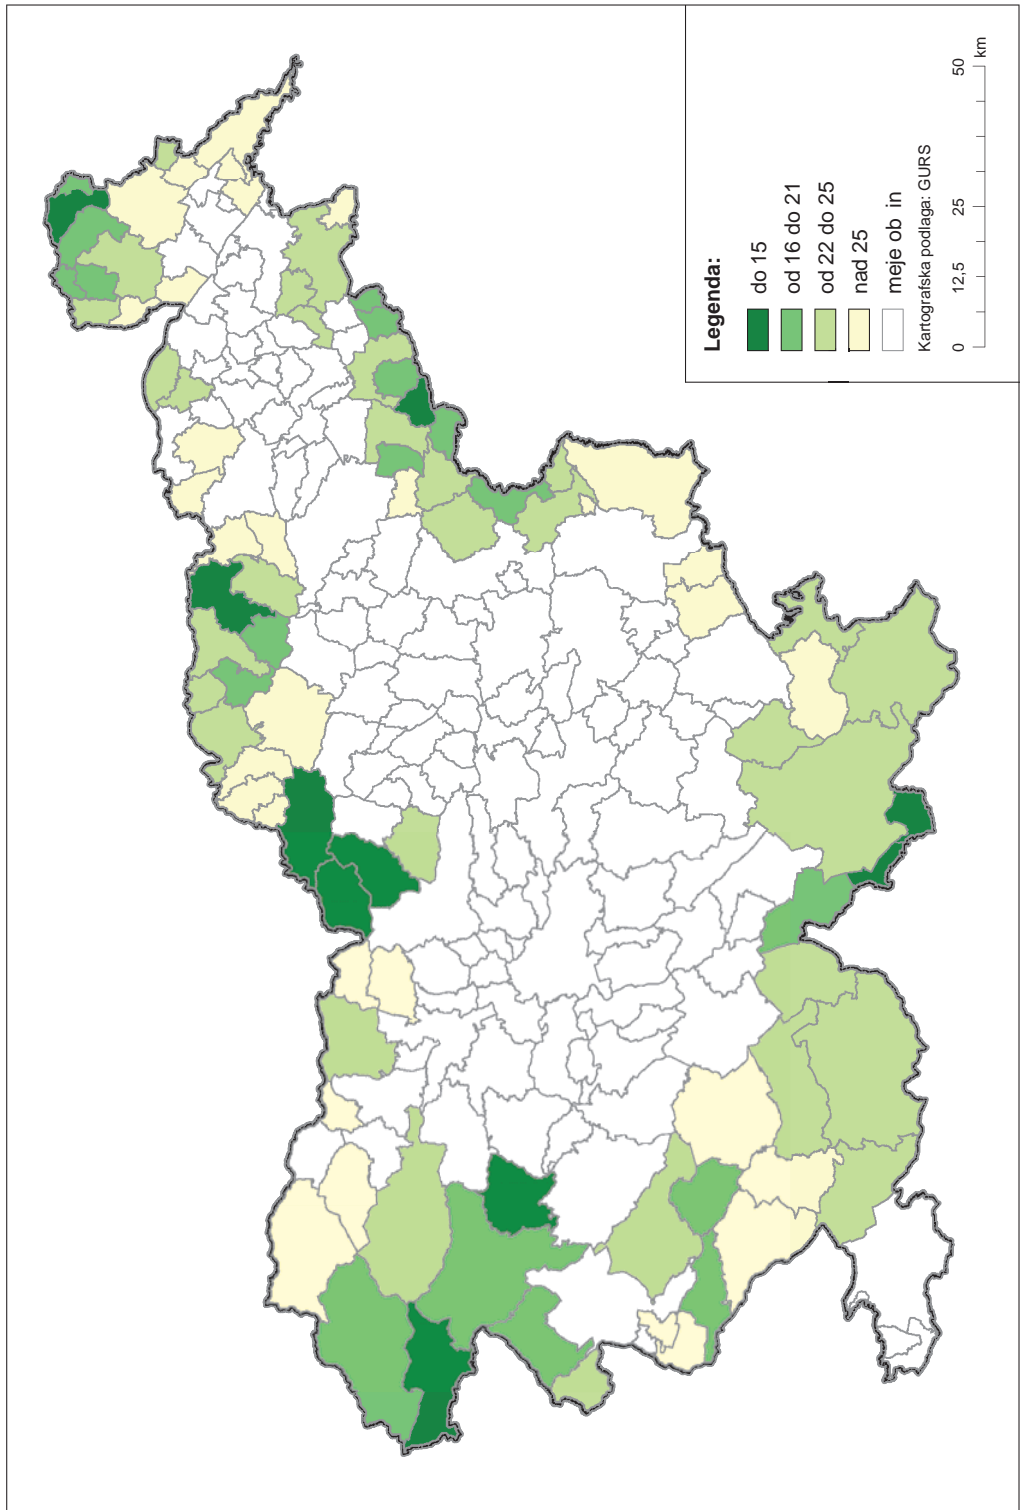 Legenda:
do 15
od 16 do 21
od 22 do 25
nad 25
meje ob in
Kartografska podlaga: GURS
0 12,5 25 50 km